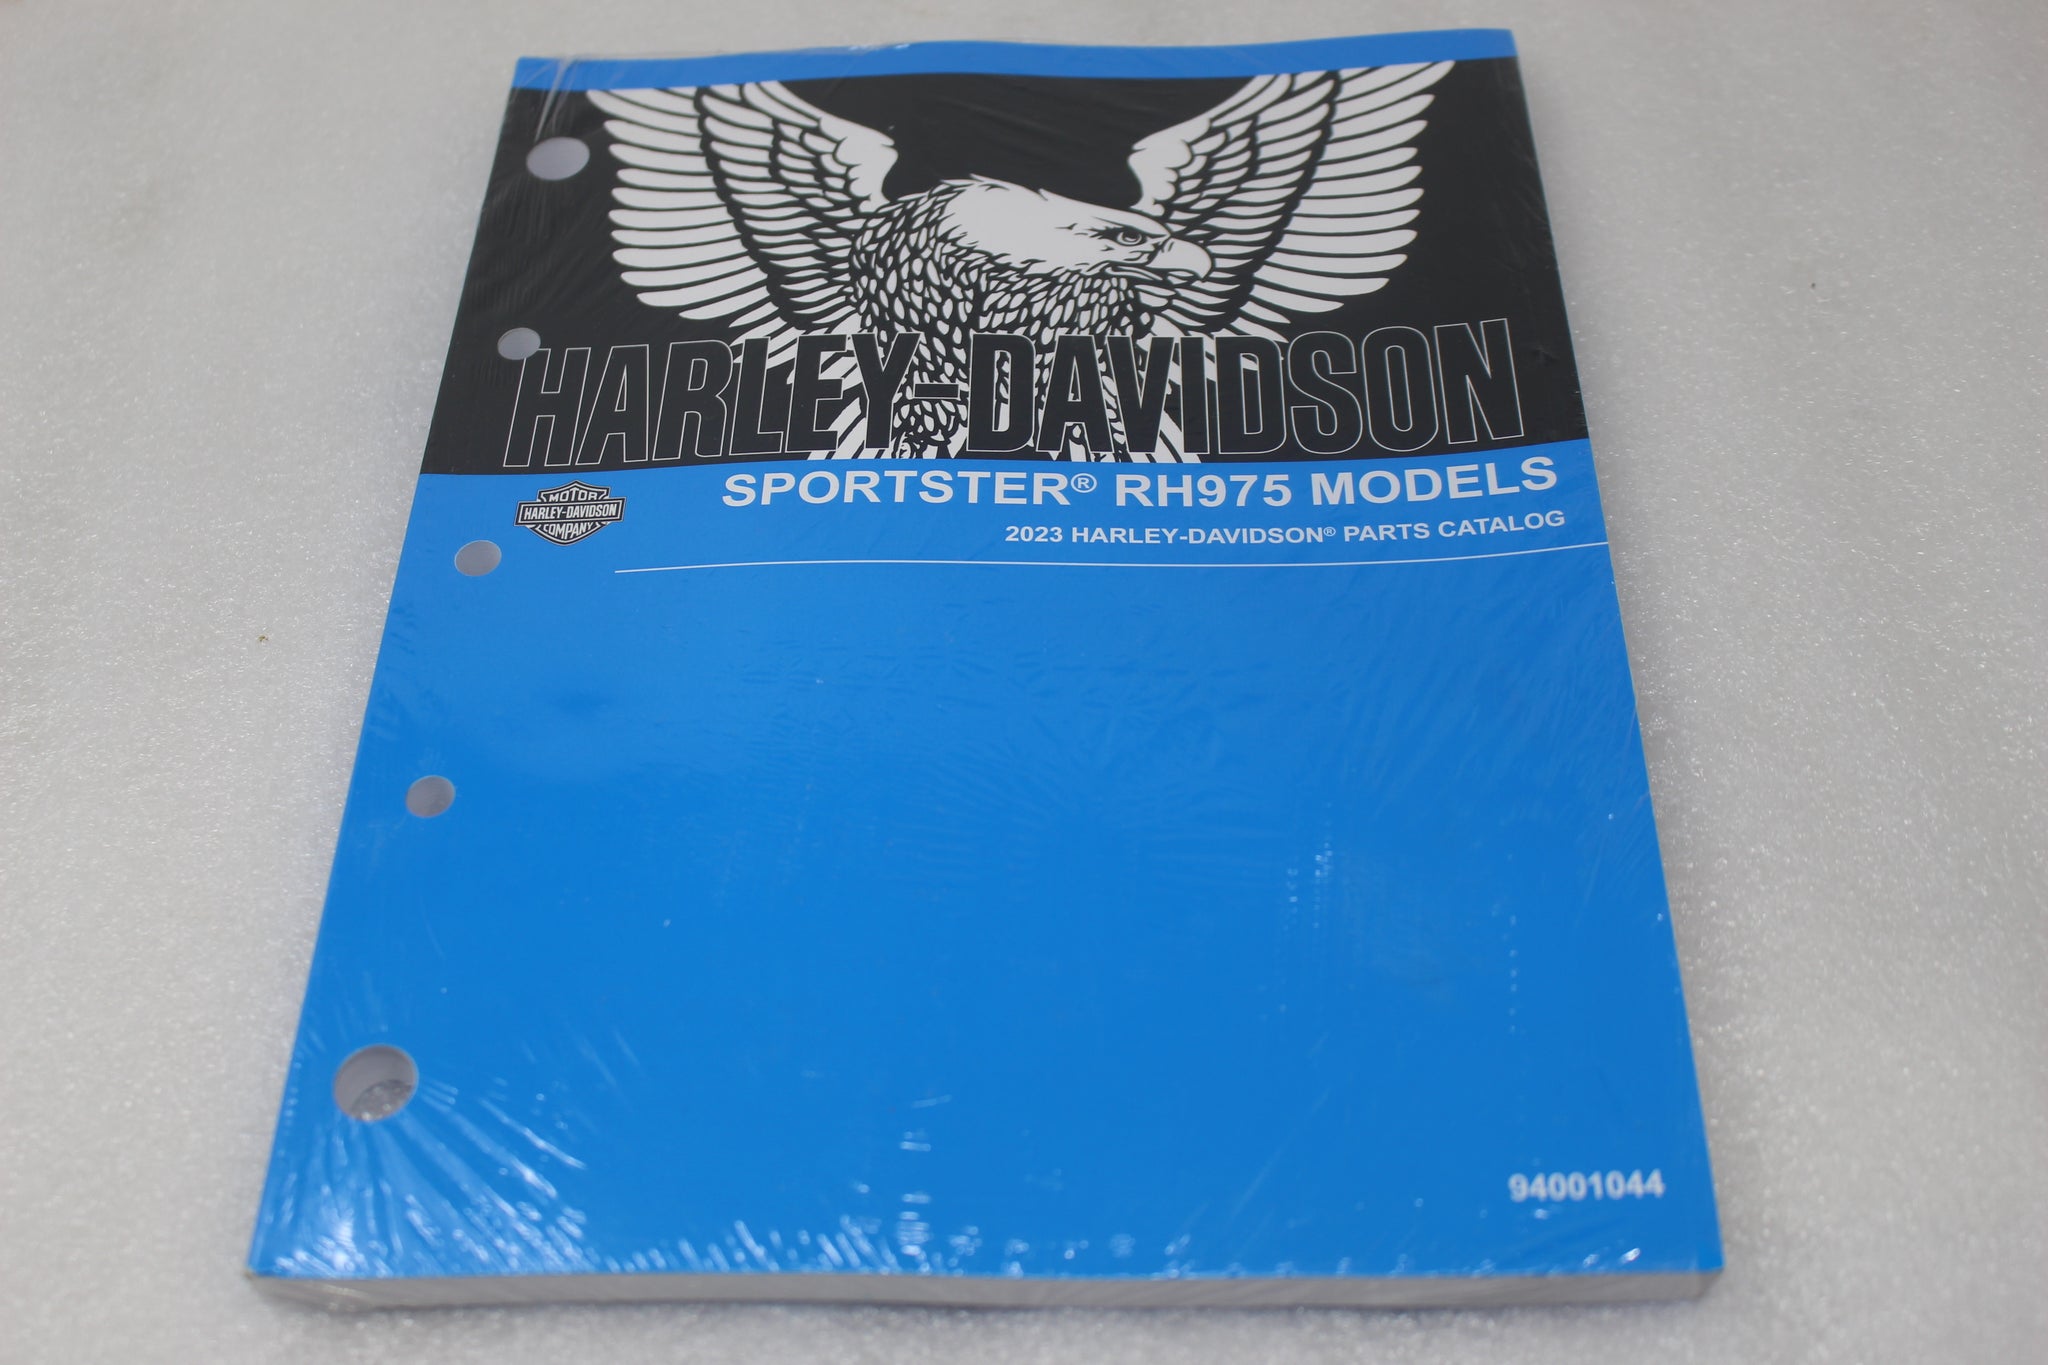 HARLEY-DAVIDSON
SPORTSTER® RH975 MODELS
2023 HARLEY-DAVIDSON® PARTS CATALOG
MOTOR
HARLEY-DAVIDSON
COMPANY
94001044